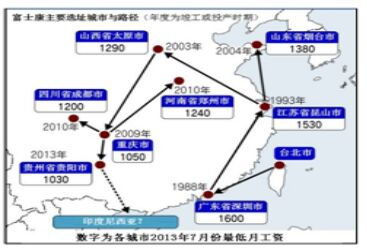 富士康主要选址城市与路径（年度为竣工或投产时期）
山西省太原市
1290
2003年
2004年
山东省烟台市
1380
四川省成都市
1200
2010年
2010年
河南省郑州市
1240
1993年
江苏省昆山市
1530
2009年
重庆市
1050
2013年
贵州省贵阳市
1030
台北市
1988年
广东省深圳市
1600
印度尼西亚?
数字为各城市2013年7月份最低月工资